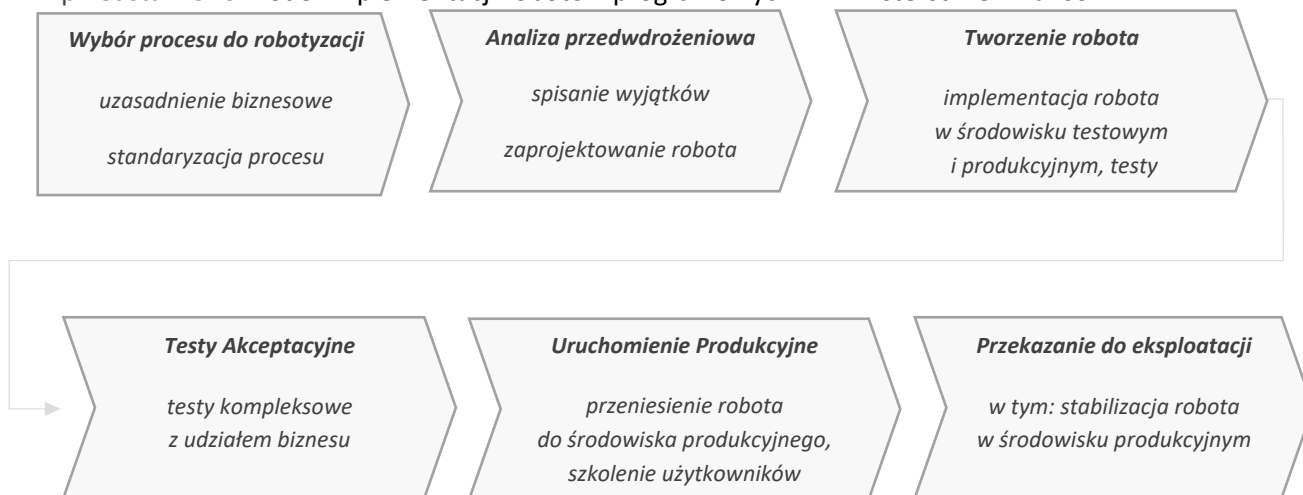 Wybór procesu do robotyzacji
uzasadnienie biznesowe
standaryzacja procesu
Analiza przedwdrożeniowa
spisanie wyjątków
zaprojektowanie robota
Tworzenie robota
implementacja robota
w środowisku testowym
i produkcyjnym, testy
Testy Akceptacyjne
testy kompleksowe
z udziałem biznesu
Uruchomienie Produkcyjne
przeniesienie robota
do środowiska produkcyjnego,
szkolenie użytkowników
Przekazanie do eksploatacji
w tym: stabilizacja robota
w środowisku produkcyjnym